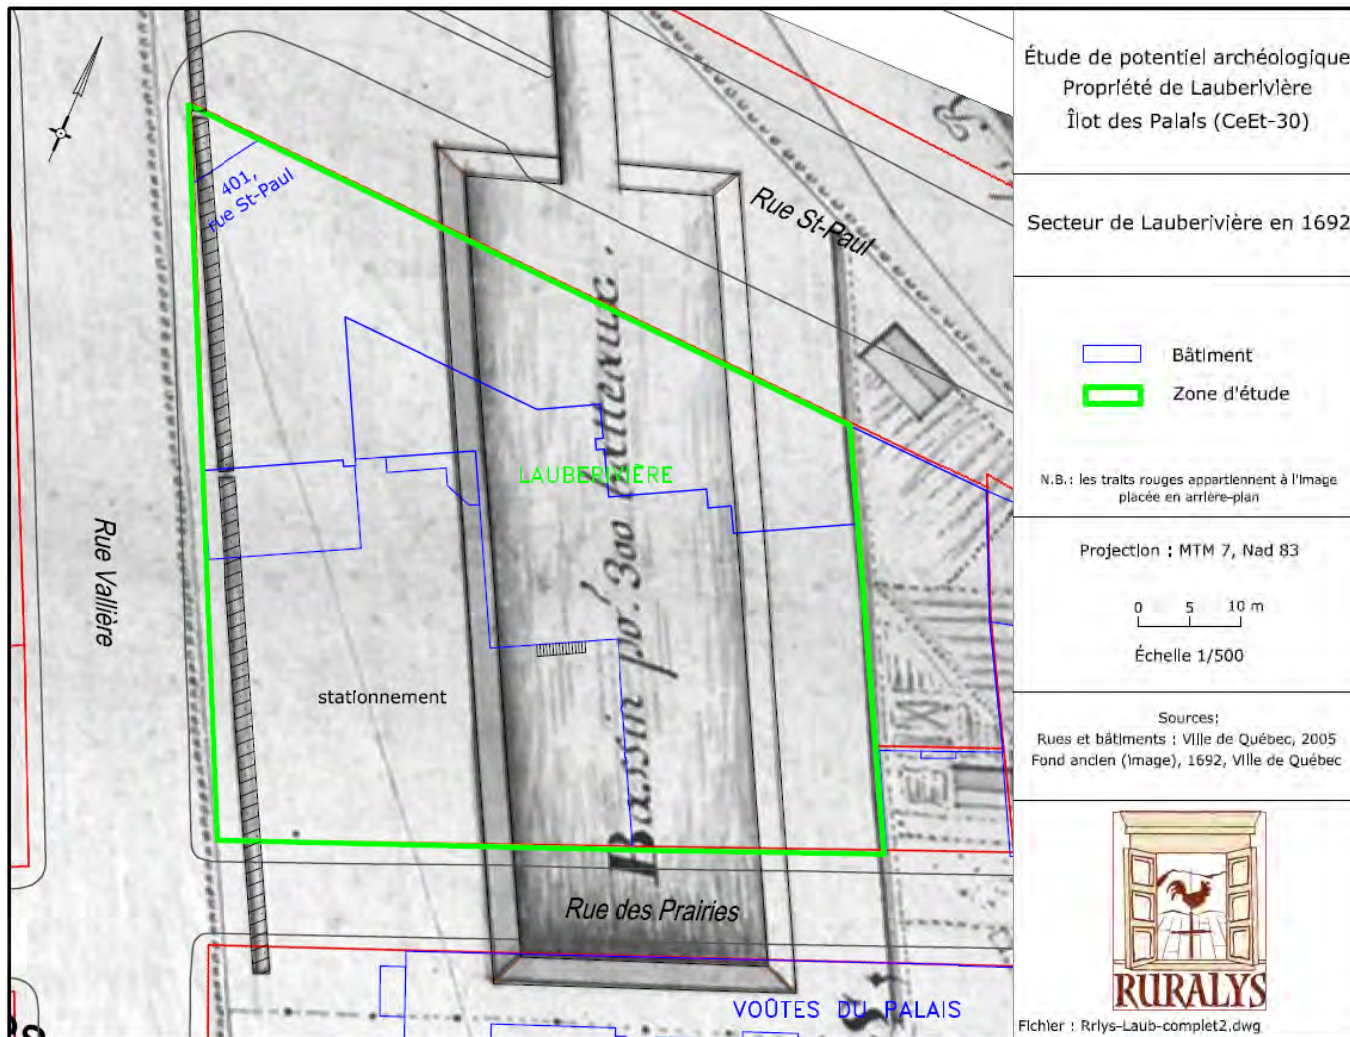 Étude de potentiel archéologique
Propriété de Lauberivière
Îlot des Palais (CeEt-30)
Secteur de Lauberivière en 1692
Bâtiment
Zone d'étude
N.B.: les traits rouges appartiennent à l'image
placée en arrière-plan
Projection : MTM 7, Nad 83
0 5 10 m
Échelle 1/500
Sources:
Rues et bâtiments : Ville de Québec, 2005
Fond ancien (image), 1692, Ville de Québec
RURALYS
Fichier : Rrlys-Laub-complet2.dwg
401,
rue St-Paul
Rue St-Paul
LAUBERIVIÈRE
Rue Vallière
stationnement
Bassin po.r 300 batteaux.
Rue des Prairies
VOÛTES DU PALAIS